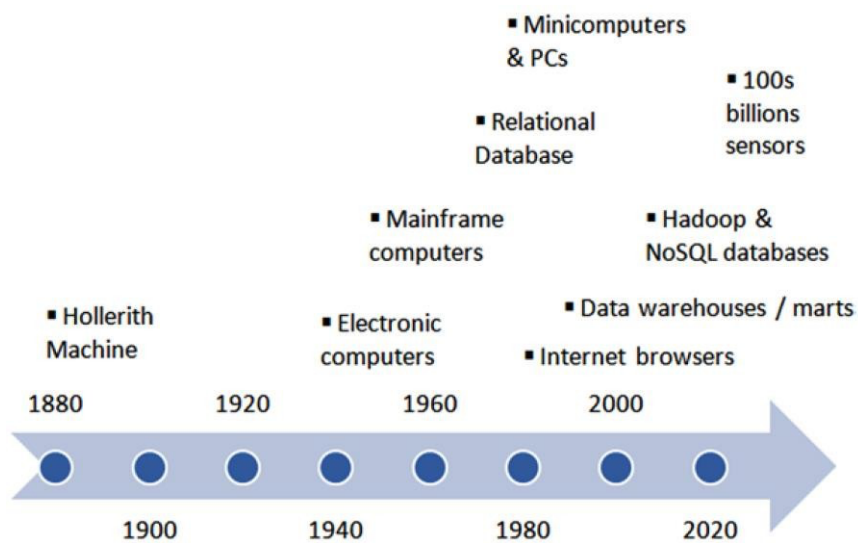 ▪ Minicomputers
& PCs
▪ 100s
billions
sensors
▪ Relational
Database
▪ Mainframe
computers
▪ Hadoop &
NoSQL databases
▪ Hollerith
Machine
▪ Electronic
computers
▪ Data warehouses / marts
▪ Internet browsers
1880
1920
1960
2000
1900
1940
1980
2020